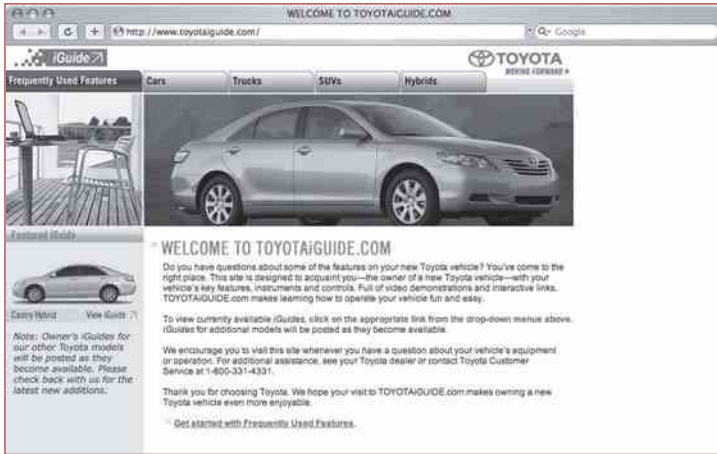 WELCOME TO TOYOTAiGUIDE.COM
http://www.toyotaiguide.com/
Google
iGuide
TOYOTA
MOVING FORWARD
Frequently Used Features
Cars
Trucks
SUVs
Hybrids
Featured iGuide
Camry Hybrid
View iGuide
Note: Owner's iGuides for
our other Toyota models
will be posted as they
become available. Please
check back with us for the
latest new additions.
WELCOME TO TOYOTAiGUIDE.COM
Do you have questions about some of the features on your new Toyota vehicle? You've come to the
right place. This site is designed to acquaint you—the owner of a new Toyota vehicle—with your
vehicle's key features, instruments and controls. Full of video demonstrations and interactive links,
TOYOTAiGUIDE.COM makes learning how to operate your vehicle fun and easy.
To view currently available iGuides, click on the appropriate link from the drop-down menus above.
iGuides for additional models will be posted as they become available.
We encourage you to visit this site whenever you have a question about your vehicle's equipment
or operation. For additional assistance, see your Toyota dealer or contact Toyota Customer
Service at 1-800-331-4331.
Thank you for choosing Toyota. We hope your visit to TOYOTAiGUIDE.COM makes owning a new
Toyota vehicle even more enjoyable.
Get started with Frequently Used Features.